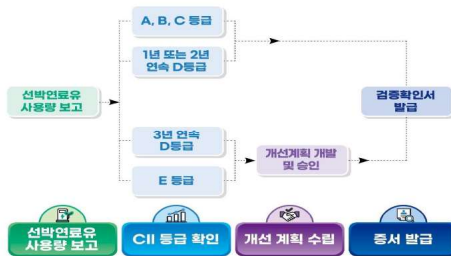 A, B, C 등급
1년 또는 2년
연속 D등급
선박연료유
사용량 보고
검증확인서
발급
3년 연속
D등급
개선계획 개발
및 승인
E 등급
선박연료유
사용량 보고
CII 등급 확인
개선 계획 수립
증서 발급